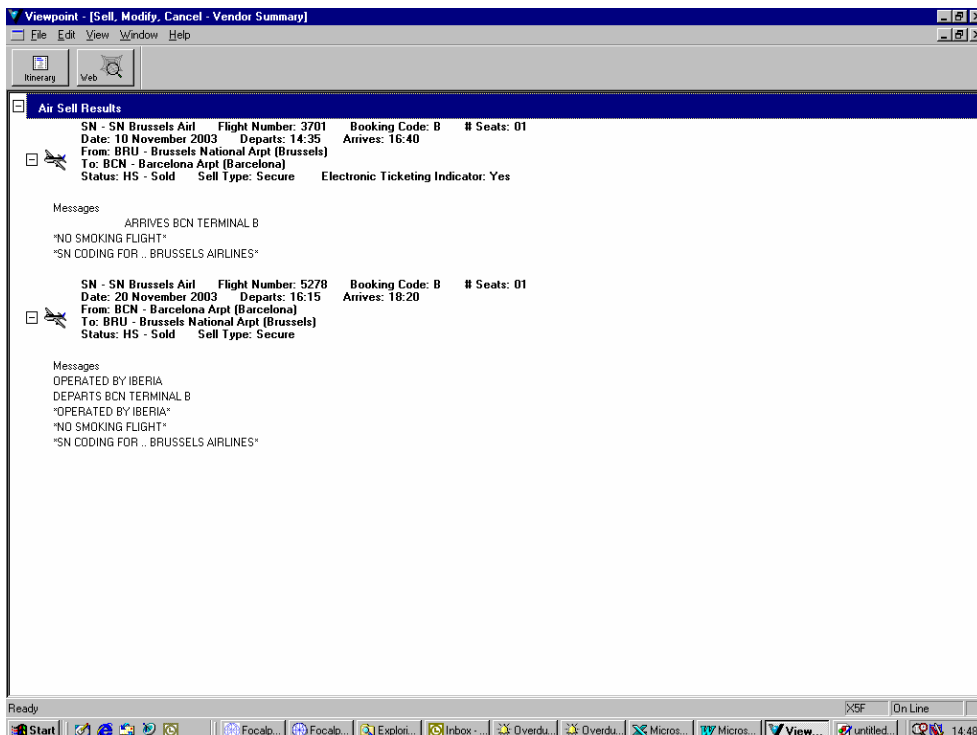 Viewpoint - [Sell, Modify, Cancel - Vendor Summary]
File Edit View Window Help
Itinerary Web
Air Sell Results
SN - SN Brussels Airl Flight Number: 3701 Booking Code: B # Seats: 01
Date: 10 November 2003 Departs: 14:35 Arrives: 16:40
From: BRU - Brussels National Arpt (Brussels)
To: BCN - Barcelona Arpt (Barcelona)
Status: HS - Sold Sell Type: Secure Electronic Ticketing Indicator: Yes
Messages
ARRIVES BCN TERMINAL B
*NO SMOKING FLIGHT*
*SN CODING FOR .. BRUSSELS AIRLINES*
SN - SN Brussels Airl Flight Number: 5278 Booking Code: B # Seats: 01
Date: 20 November 2003 Departs: 16:15 Arrives: 18:20
From: BCN - Barcelona Arpt (Barcelona)
To: BRU - Brussels National Arpt (Brussels)
Status: HS - Sold Sell Type: Secure
Messages
OPERATED BY IBERIA
DEPARTS BCN TERMINAL B
*OPERATED BY IBERIA*
*NO SMOKING FLIGHT*
*SN CODING FOR .. BRUSSELS AIRLINES*
Ready X5F On Line
Start Focalp... Focalp... Explori... Inbox - ... Overdu... Overdu... Micros... Micros... View... untitled... 14:48